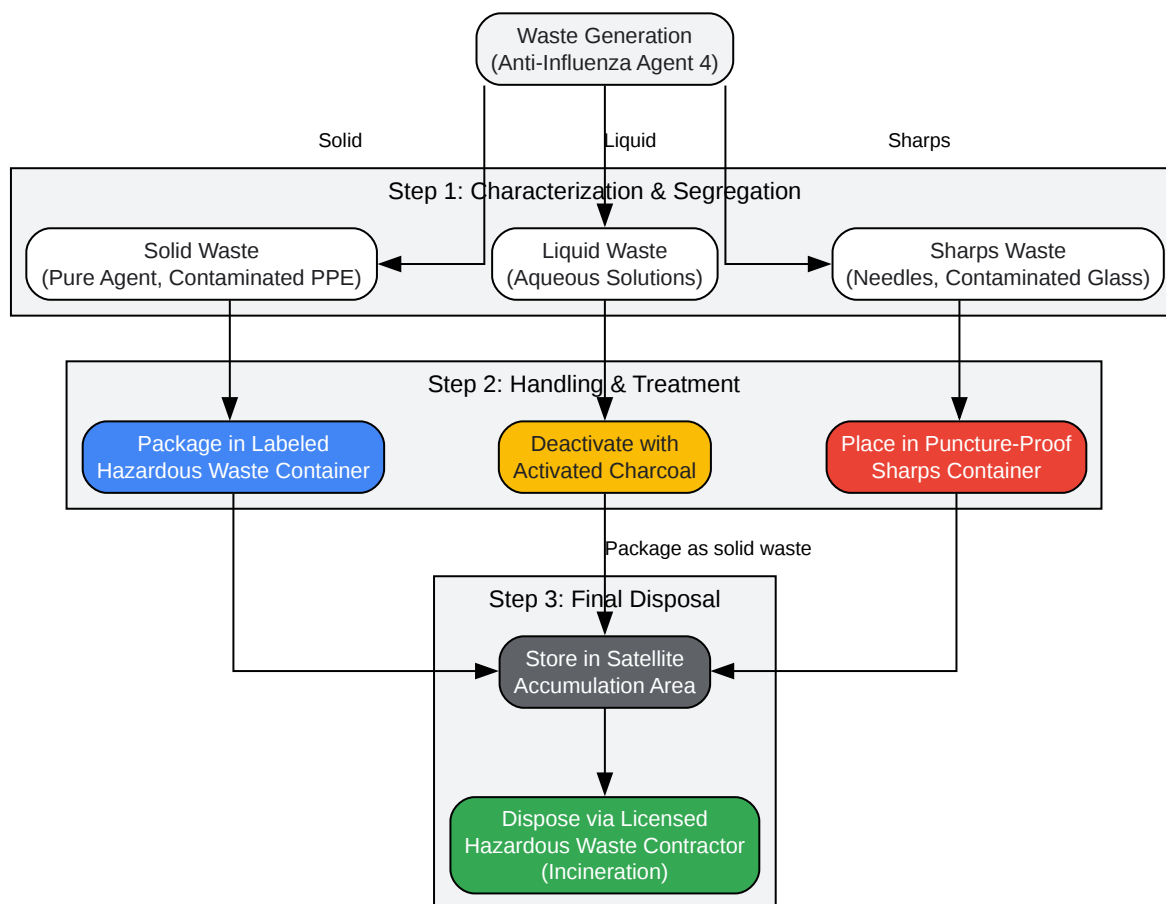 Waste Generation
(Anti-Influenza Agent 4)
Solid
Liquid
Sharps
Step 1: Characterization & Segregation
Solid Waste
(Pure Agent, Contaminated PPE)
Liquid Waste
(Aqueous Solutions)
Sharps Waste
(Needles, Contaminated Glass)
Step 2: Handling & Treatment
Package in Labeled
Hazardous Waste Container
Deactivate with
Activated Charcoal
Place in Puncture-Proof
Sharps Container
Package as solid waste
Step 3: Final Disposal
Store in Satellite
Accumulation Area
Dispose via Licensed
Hazardous Waste Contractor
(Incineration)